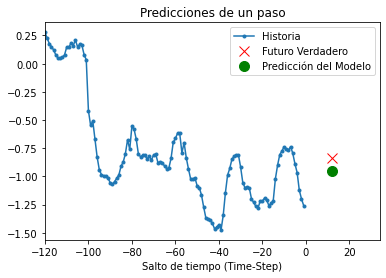 Predicciones de un paso
Historia
Futuro Verdadero
Predicción del Modelo
0.25
0.00
−0.25
−0.50
−0.75
−1.00
−1.25
−1.50
−120 −100 −80 −60 −40 −20 0 20
Salto de tiempo (Time-Step)